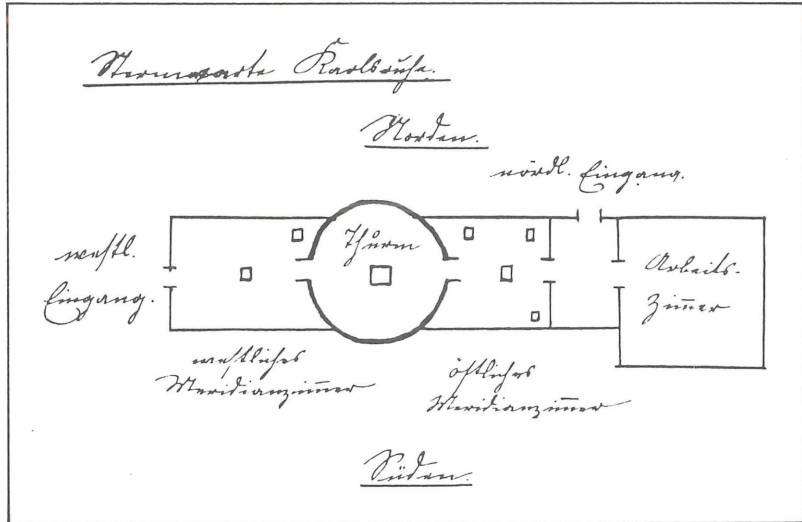 Sternwarte Karlsruhe.
Norden.
nördl. Eingang.
westl.
Eingang.
Thurm
Arbeits-
Zimmer
westliches
Meridianzimmer
östliches
Meridianzimmer
Süden.